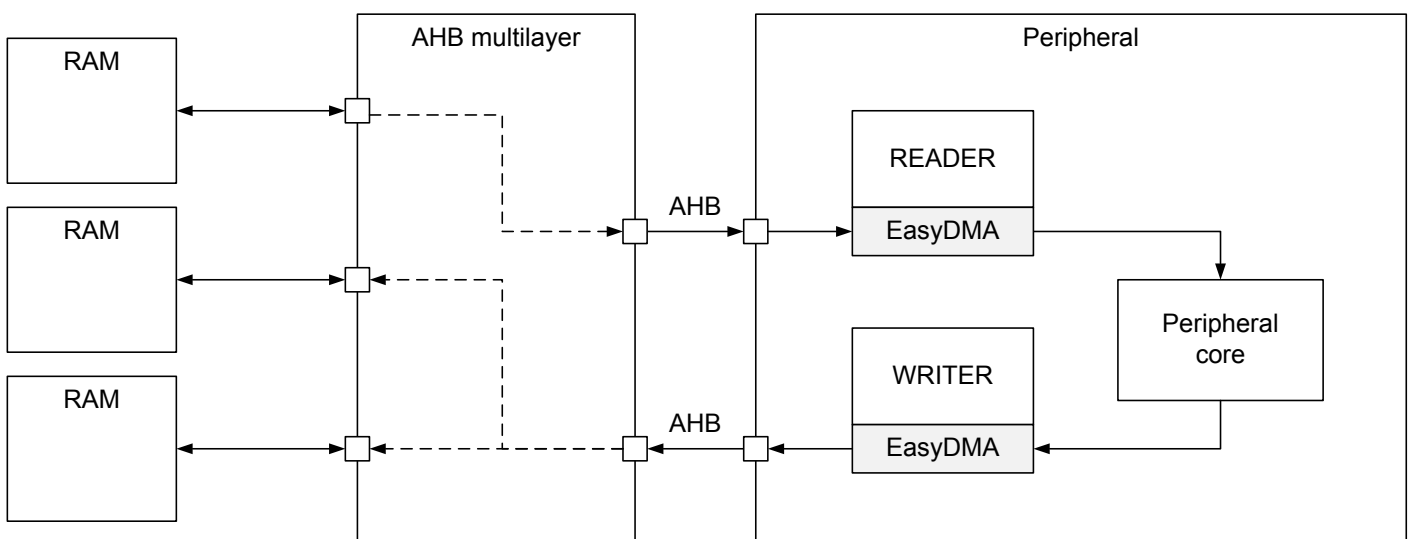 AHB multilayer
Peripheral
RAM
READER
AHB
EasyDMA
RAM
Peripheral
core
WRITER
RAM
AHB
EasyDMA